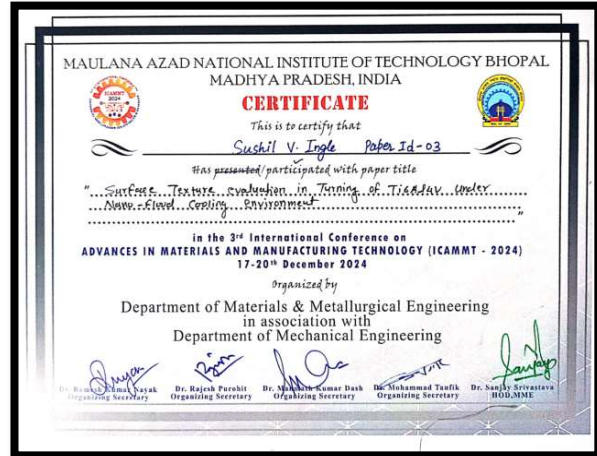 MAULANA AZAD NATIONAL INSTITUTE OF TECHNOLOGY BHOPAL
MADHYA PRADESH, INDIA
ICAMMT
2024
CERTIFICATE
This is to certify that
Sushil V. Ingle Paper Id-03
Has presented/participated with paper title
"Surface Texture evaluation in Turning of Ti6Al4V Under
Nano-fluid Cooling Environment
"
in the 3rd International Conference on
ADVANCES IN MATERIALS AND MANUFACTURING TECHNOLOGY (ICAMMT - 2024)
17-20th December 2024
Organized by
Department of Materials & Metallurgical Engineering
in association with
Department of Mechanical Engineering
Dr. Ramesh Kumar Nayak Dr. Rajesh Purohit Dr. Kumar Dash Dr. Mohammad Taufik Dr. Sanjay Srivastava
Organizing Secretary Organizing Secretary Organizing Secretary Organizing Secretary HOD,MME